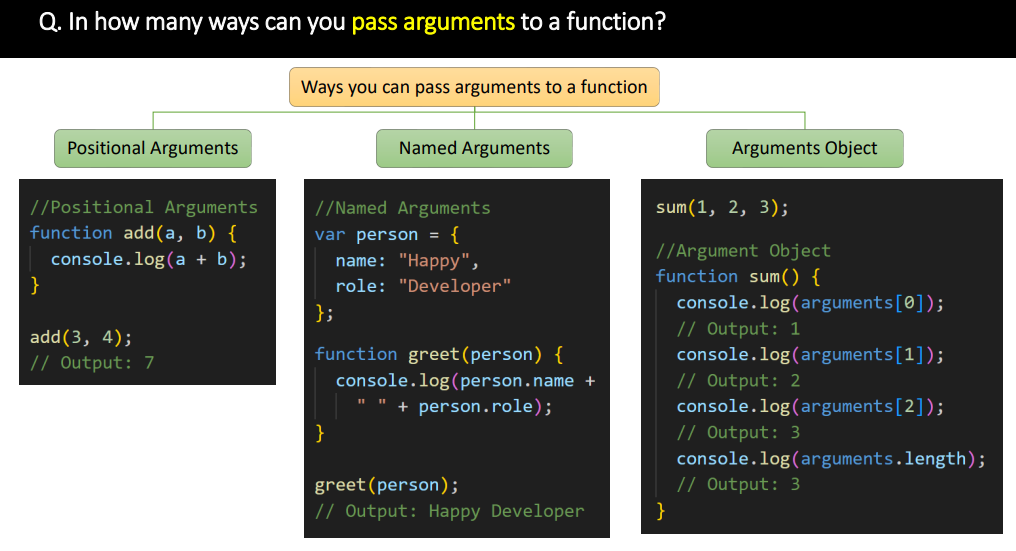 Q. In how many ways can you pass arguments to a function?
Ways you can pass arguments to a function
Positional Arguments
Named Arguments
Arguments Object
//Positional Arguments
function add(a, b) {
  console.log(a + b);
}
add(3, 4);
// Output: 7
//Named Arguments
var person = {
  name: "Happy",
  role: "Developer"
};
function greet(person) {
  console.log(person.name +
    " " + person.role);
}
greet(person);
// Output: Happy Developer
sum(1, 2, 3);
//Argument Object
function sum() {
  console.log(arguments[0]);
  // Output: 1
  console.log(arguments[1]);
  // Output: 2
  console.log(arguments[2]);
  // Output: 3
  console.log(arguments.length);
  // Output: 3
}